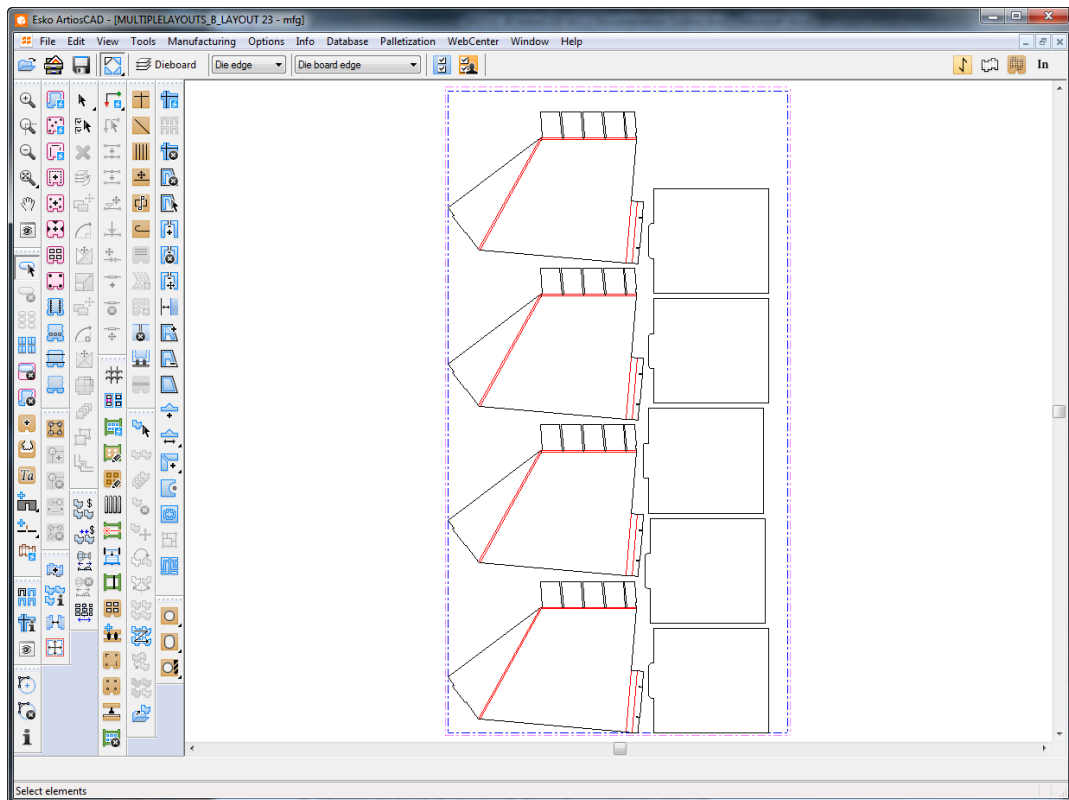 Esko ArtiosCAD - [MULTIPLELAYOUTS_B_LAYOUT 23 - mfg]
File Edit View Tools Manufacturing Options Info Database Palletization WebCenter Window Help
Dieboard Die edge Die board edge In
Ta
$
$
i
i
i
Select elements